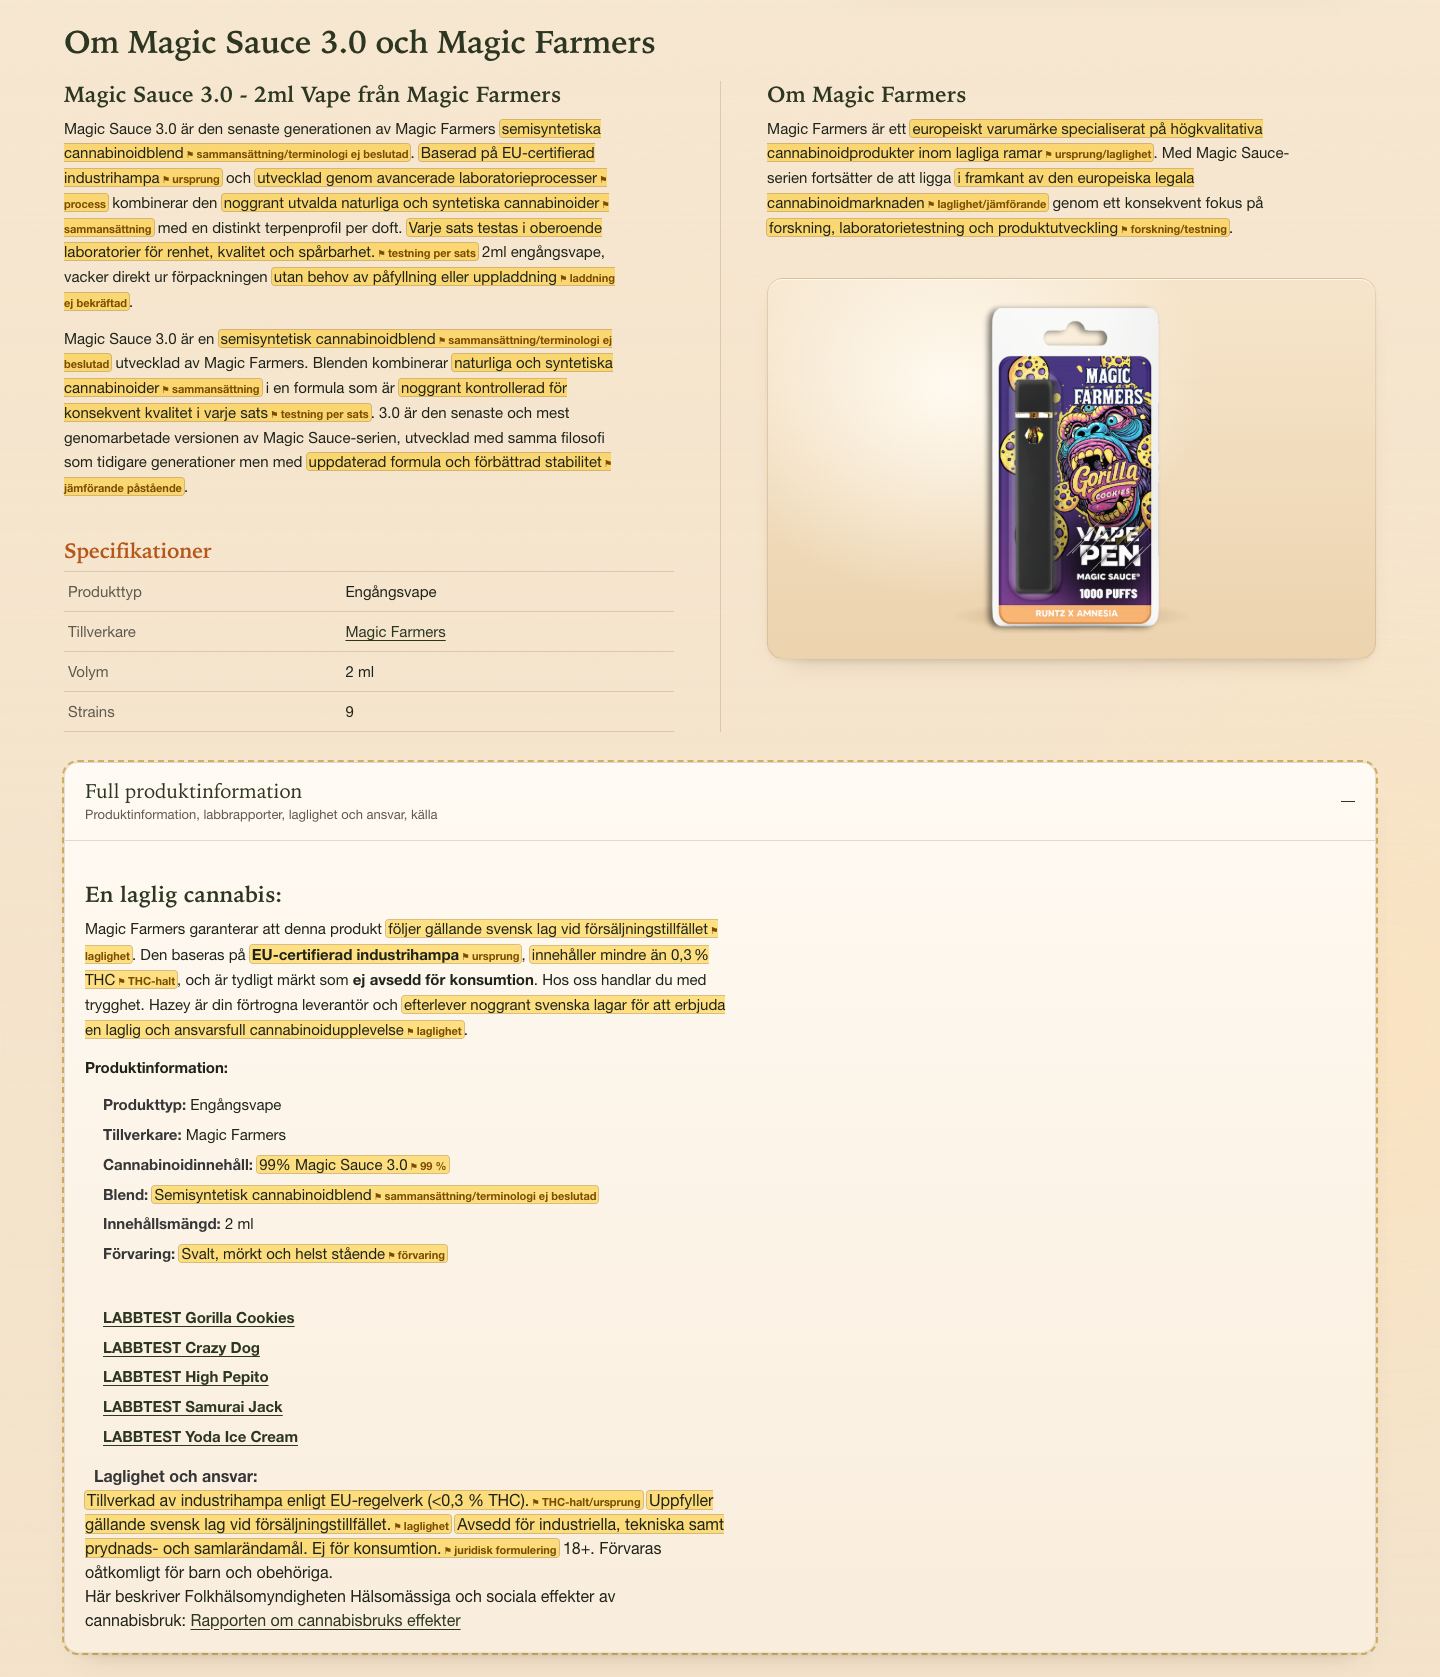 Om Magic Sauce 3.0 och Magic Farmers
Magic Sauce 3.0 - 2ml Vape från Magic Farmers
Magic Sauce 3.0 är den senaste generationen av Magic Farmers semisyntetiska
cannabinoidblend ⚑ sammansättning/terminologi ej beslutad. Baserad på EU-certifierad
industrihampa ⚑ ursprung och utvecklad genom avancerade laboratorieprocesser ⚑
process kombinerar den noggrant utvalda naturliga och syntetiska cannabinoider ⚑
sammansättning med en distinkt terpenprofil per doft. Varje sats testas i oberoende
laboratorier för renhet, kvalitet och spårbarhet. ⚑ testning per sats 2ml engångsvape,
vacker direkt ur förpackningen utan behov av påfyllning eller uppladdning ⚑ laddning
ej bekräftad.
Magic Sauce 3.0 är en semisyntetisk cannabinoidblend ⚑ sammansättning/terminologi ej
beslutad utvecklad av Magic Farmers. Blenden kombinerar naturliga och syntetiska
cannabinoider ⚑ sammansättning i en formula som är noggrant kontrollerad för
konsekvent kvalitet i varje sats ⚑ testning per sats. 3.0 är den senaste och mest
genomarbetade versionen av Magic Sauce-serien, utvecklad med samma filosofi
som tidigare generationer men med uppdaterad formula och förbättrad stabilitet ⚑
jämförande påstående.
Specifikationer
Produkttyp Engångsvape
Tillverkare Magic Farmers
Volym 2 ml
Strains 9
Om Magic Farmers
Magic Farmers är ett europeiskt varumärke specialiserat på högkvalitativa
cannabinoidprodukter inom lagliga ramar ⚑ ursprung/laglighet. Med Magic Sauce-
serien fortsätter de att ligga i framkant av den europeiska legala
cannabinoidmarknaden ⚑ laglighet/jämförande genom ett konsekvent fokus på
forskning, laboratorietestning och produktutveckling ⚑ forskning/testning.
MAGIC
FARMERS
Gorilla
COOKIES
VAPE
PEN
MAGIC SAUCE®
1000 PUFFS
RUNTZ X AMNESIA
Full produktinformation
Produktinformation, labbrapporter, laglighet och ansvar, källa
En laglig cannabis:
Magic Farmers garanterar att denna produkt följer gällande svensk lag vid försäljningstillfället ⚑
laglighet. Den baseras på EU-certifierad industrihampa ⚑ ursprung, innehåller mindre än 0,3 %
THC ⚑ THC-halt, och är tydligt märkt som ej avsedd för konsumtion. Hos oss handlar du med
trygghet. Hazey är din förtrogna leverantör och efterlever noggrant svenska lagar för att erbjuda
en laglig och ansvarsfull cannabinoidupplevelse ⚑ laglighet.
Produktinformation:
Produkttyp: Engångsvape
Tillverkare: Magic Farmers
Cannabinoidinnehåll: 99% Magic Sauce 3.0 ⚑ 99 %
Blend: Semisyntetisk cannabinoidblend ⚑ sammansättning/terminologi ej beslutad
Innehållsmängd: 2 ml
Förvaring: Svalt, mörkt och helst stående ⚑ förvaring
LABBTEST Gorilla Cookies
LABBTEST Crazy Dog
LABBTEST High Pepito
LABBTEST Samurai Jack
LABBTEST Yoda Ice Cream
Laglighet och ansvar:
Tillverkad av industrihampa enligt EU-regelverk (<0,3 % THC). ⚑ THC-halt/ursprung Uppfyller
gällande svensk lag vid försäljningstillfället. ⚑ laglighet Avsedd för industriella, tekniska samt
prydnads- och samlarändamål. Ej för konsumtion. ⚑ juridisk formulering 18+. Förvaras
oåtkomligt för barn och obehöriga.
Här beskriver Folkhälsomyndigheten Hälsomässiga och sociala effekter av
cannabisbruk: Rapporten om cannabisbruks effekter